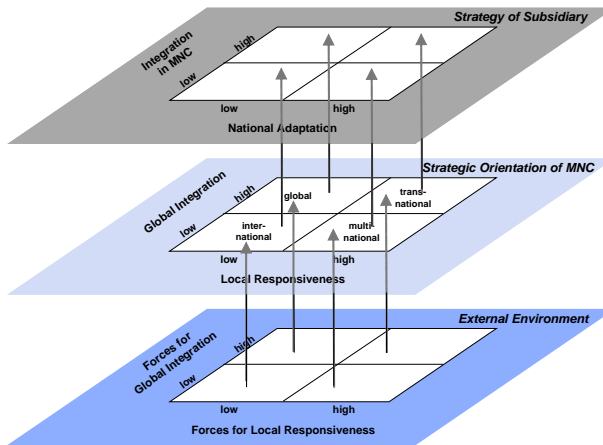 Strategy of Subsidiary
Integration
in MNC
high
low
low
high
National Adaptation
Strategic Orientation of MNC
Global Integration
high
low
global
trans-
national
inter-
national
multi-
national
low
high
Local Responsiveness
External Environment
Forces for
Global Integration
high
low
low
high
Forces for Local Responsiveness